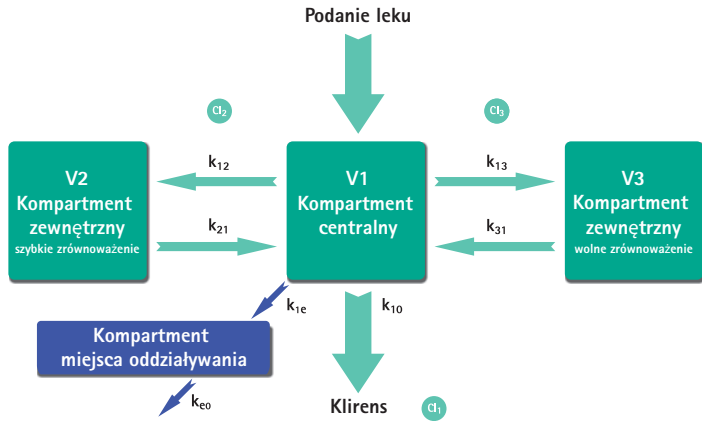 Podanie leku
Cl₂
Cl₃
k₁₂
k₁₃
V2
Kompartment
zewnętrzny
szybkie zrównoważenie
V1
Kompartment
centralny
V3
Kompartment
zewnętrzny
wolne zrównoważenie
k₂₁
k₃₁
k₁ₑ
k₁₀
Kompartment
miejsca oddziaływania
kₑ₀
Klirens
Cl₁